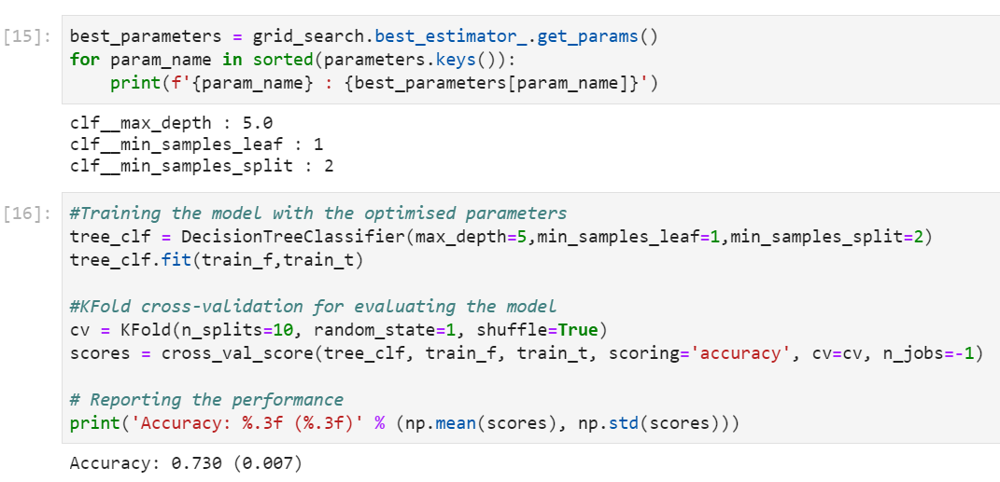 [15]: best_parameters = grid_search.best_estimator_.get_params()
for param_name in sorted(parameters.keys()):
    print(f'{param_name} : {best_parameters[param_name]}')
clf__max_depth : 5.0
clf__min_samples_leaf : 1
clf__min_samples_split : 2
[16]: #Training the model with the optimised parameters
tree_clf = DecisionTreeClassifier(max_depth=5,min_samples_leaf=1,min_samples_split=2)
tree_clf.fit(train_f,train_t)
#KFold cross-validation for evaluating the model
cv = KFold(n_splits=10, random_state=1, shuffle=True)
scores = cross_val_score(tree_clf, train_f, train_t, scoring='accuracy', cv=cv, n_jobs=-1)
# Reporting the performance
print('Accuracy: %.3f (%.3f)' % (np.mean(scores), np.std(scores)))
Accuracy: 0.730 (0.007)